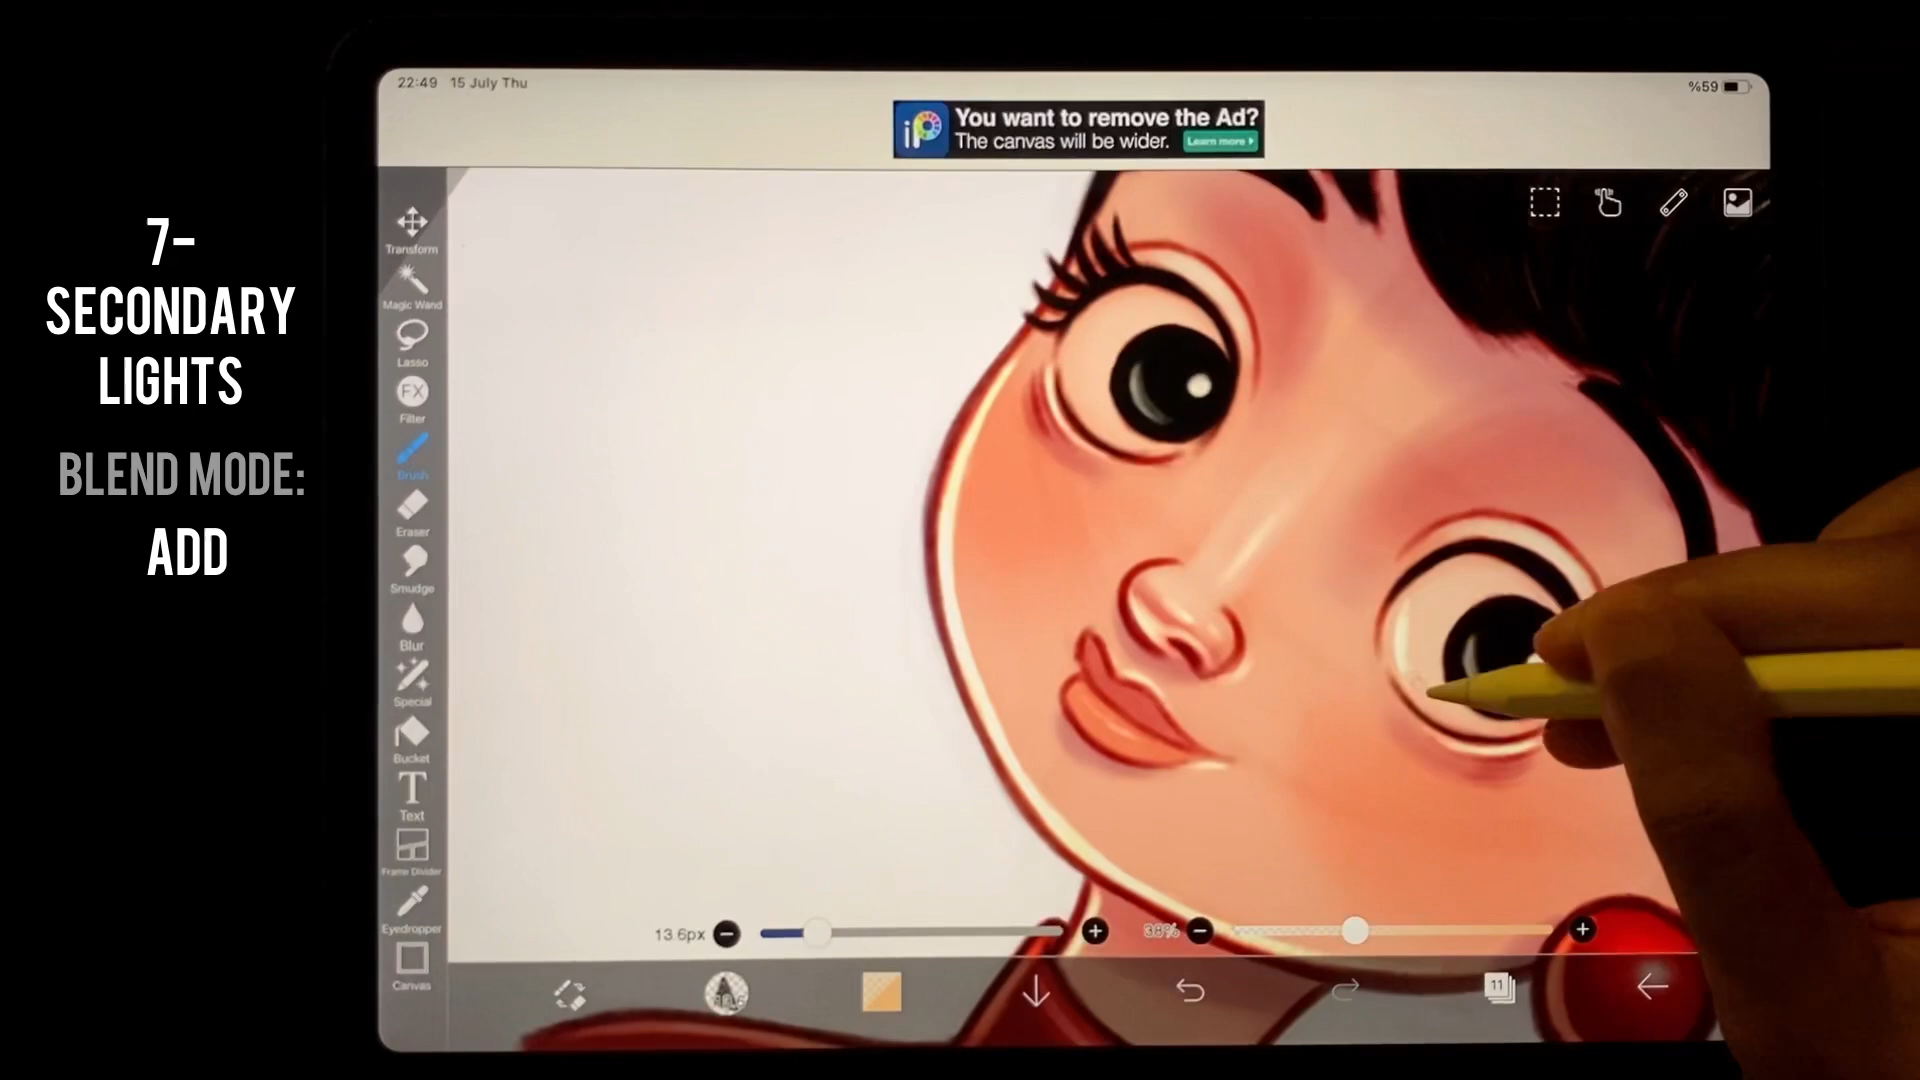 7-
SECONDARY
LIGHTS
BLEND MODE:
ADD
22:49 15 July Thu
%59
iP
You want to remove the Ad?
The canvas will be wider.
Learn more
Transform
Magic Wand
Lasso
FX
Filter
Brush
Eraser
Smudge
Blur
Special
Bucket
T
Text
Frame Divider
Eyedropper
Canvas
13.6px
38%
11